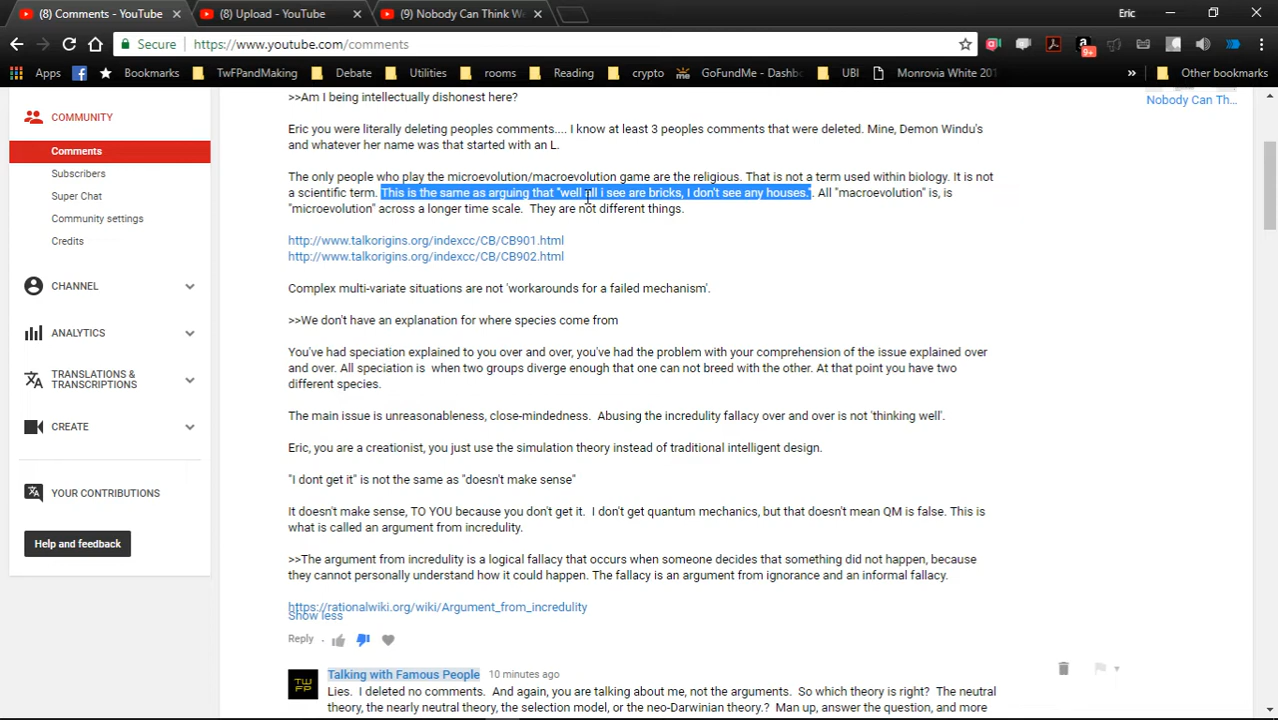 (8) Comments - YouTube
(8) Upload - YouTube
(9) Nobody Can Think We
Eric
Secure
https://www.youtube.com/comments
9+
Apps
Bookmarks
TwFPandMaking
Debate
Utilities
rooms
Reading
crypto
me
GoFundMe - Dashbo
UBI
Monrovia White 201
»
Other bookmarks
COMMUNITY
Comments
Subscribers
Super Chat
Community settings
Credits
CHANNEL
ANALYTICS
TRANSLATIONS &
TRANSCRIPTIONS
CREATE
YOUR CONTRIBUTIONS
Help and feedback
Nobody Can Th...
>>Am I being intellectually dishonest here?
Eric you were literally deleting peoples comments.... I know at least 3 peoples comments that were deleted. Mine, Demon Windu's
and whatever her name was that started with an L.
The only people who play the microevolution/macroevolution game are the religious. That is not a term used within biology. It is not
a scientific term. This is the same as arguing that "well all i see are bricks, I don't see any houses.". All "macroevolution" is, is
"microevolution" across a longer time scale.  They are not different things.
http://www.talkorigins.org/indexcc/CB/CB901.html
http://www.talkorigins.org/indexcc/CB/CB902.html
Complex multi-variate situations are not 'workarounds for a failed mechanism'.
>>We don't have an explanation for where species come from
You've had speciation explained to you over and over, you've had the problem with your comprehension of the issue explained over
and over. All speciation is  when two groups diverge enough that one can not breed with the other. At that point you have two
different species.
The main issue is unreasonableness, close-mindedness.  Abusing the incredulity fallacy over and over is not 'thinking well'.
Eric, you are a creationist, you just use the simulation theory instead of traditional intelligent design.
"I dont get it" is not the same as "doesn't make sense"
It doesn't make sense, TO YOU because you don't get it.  I don't get quantum mechanics, but that doesn't mean QM is false. This is
what is called an argument from incredulity.
>>The argument from incredulity is a logical fallacy that occurs when someone decides that something did not happen, because
they cannot personally understand how it could happen. The fallacy is an argument from ignorance and an informal fallacy.
https://rationalwiki.org/wiki/Argument_from_incredulity
Show less
Reply
TW
FP
Talking with Famous People
10 minutes ago
Lies.  I deleted no comments.  And again, you are talking about me, not the arguments.  So which theory is right?  The neutral
theory, the nearly neutral theory, the selection model, or the neo-Darwinian theory.?  Man up, answer the question, and more